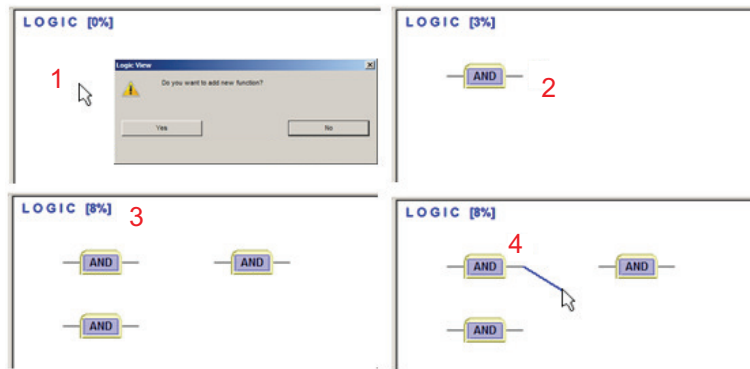 LOGIC [0%]
1
Logic View
Do you want to add new function?
Yes
No
LOGIC [3%]
AND
2
LOGIC [8%]
3
AND
AND
AND
LOGIC [8%]
4
AND
AND
AND